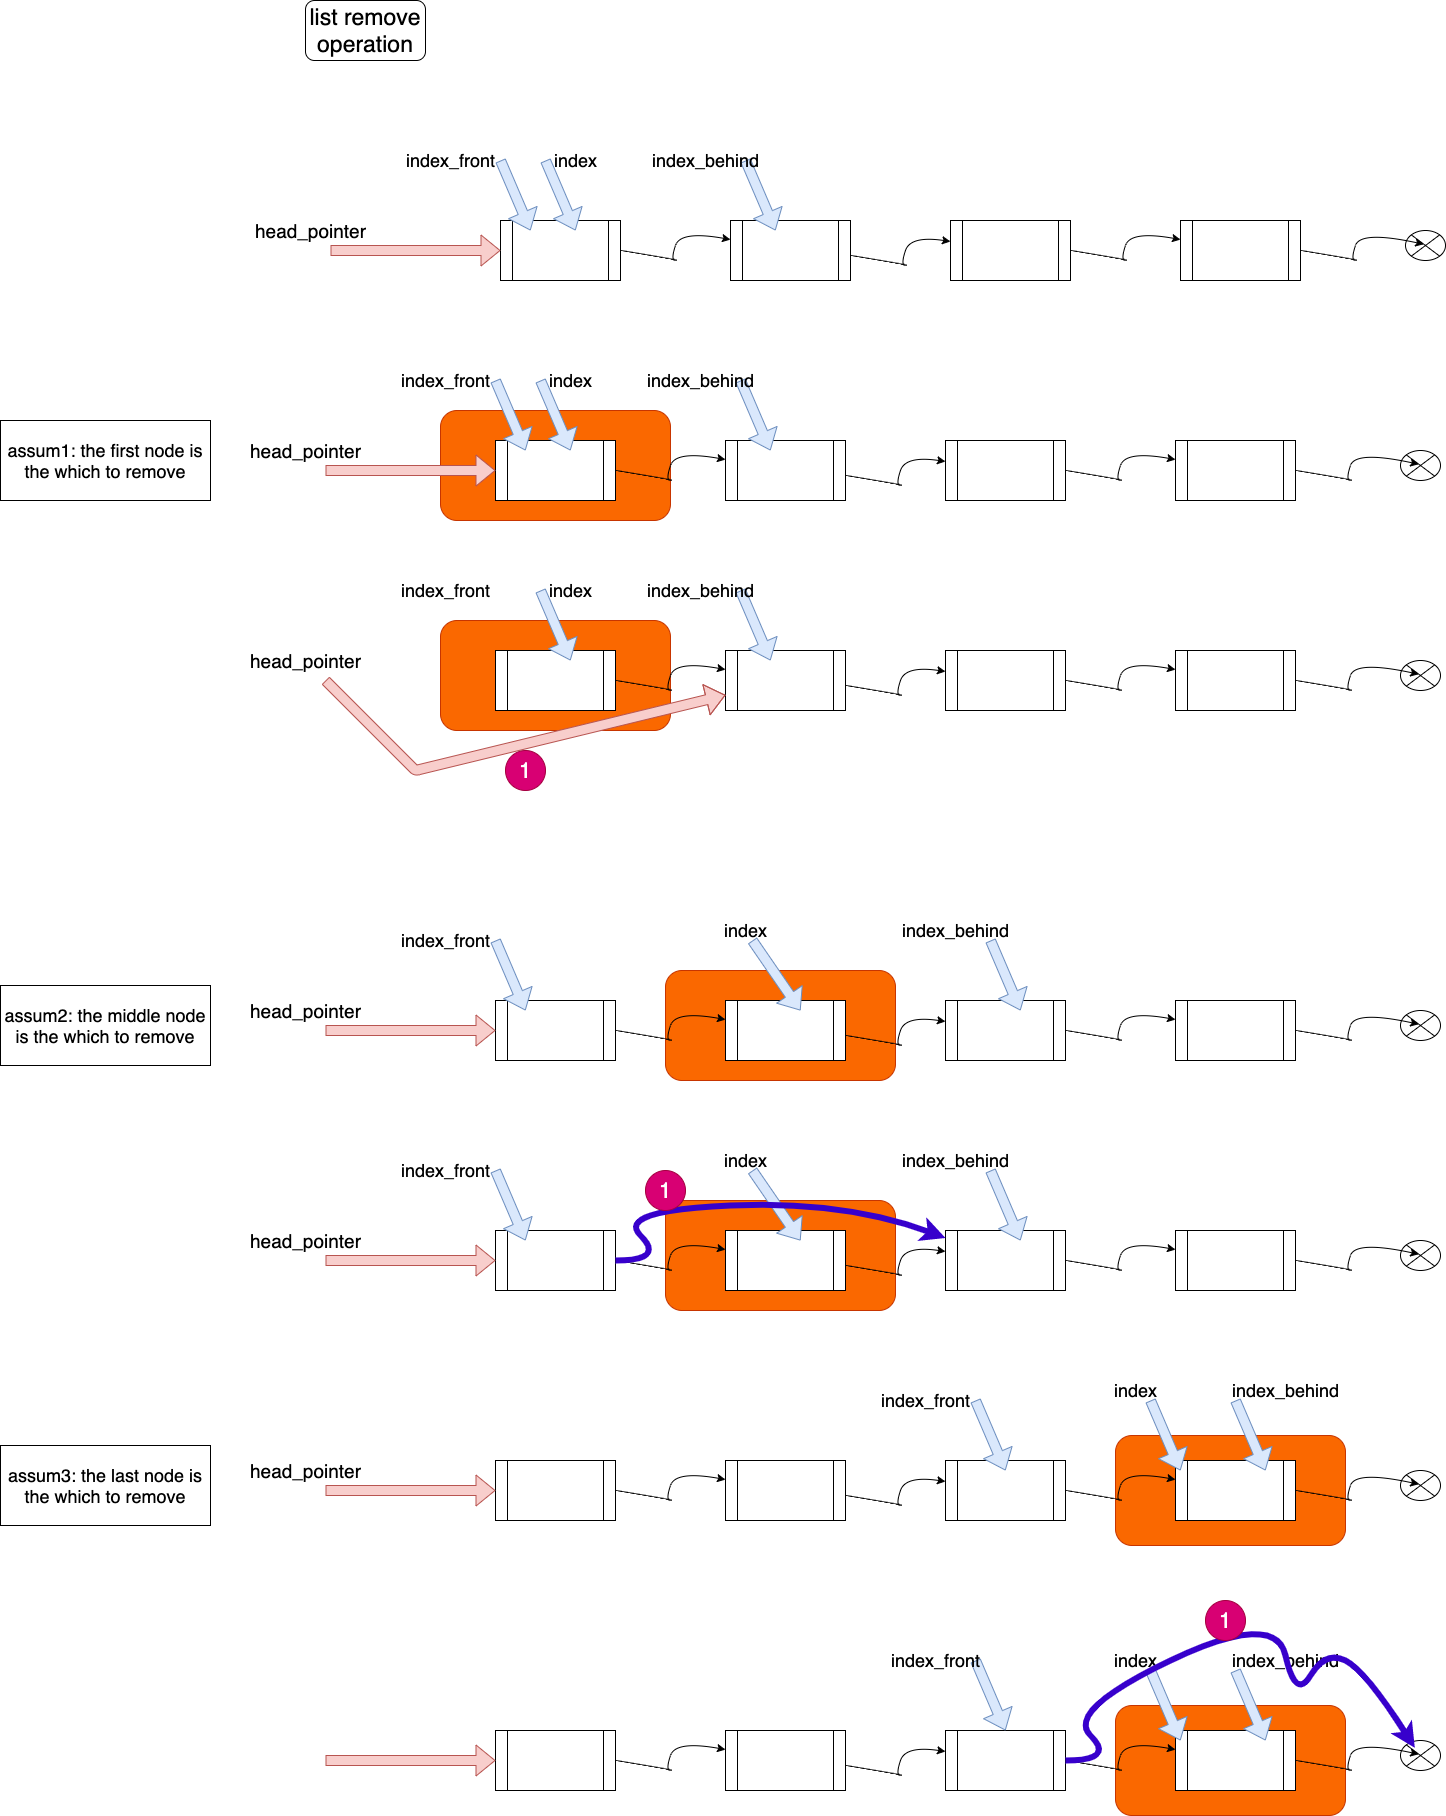 list remove
operation
index_front
index
index_behind
head_pointer
index_front
index
index_behind
assum1: the first node is
the which to remove
head_pointer
index_front
index
index_behind
head_pointer
1
index_front
index
index_behind
assum2: the middle node
is the which to remove
head_pointer
index_front
1
index
index_behind
head_pointer
index_front
index
index_behind
assum3: the last node is
the which to remove
head_pointer
1
index_front
index
index_behind